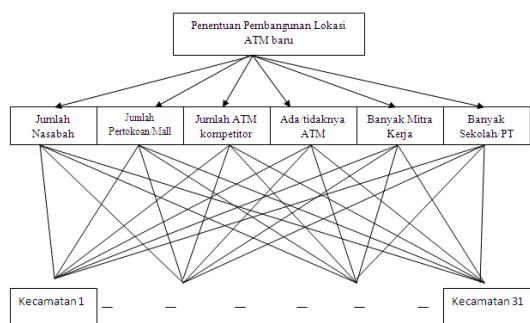 Penentuan Pembangunan Lokasi
ATM baru
Jumlah
Nasabah
Jumlah
Pertokoan/Mall
Jumlah ATM
kompetitor
Ada/tidaknya
ATM
Banyak Mitra
Kerja
Banyak
Sekolah/PT
Kecamatan 1
Kecamatan 31